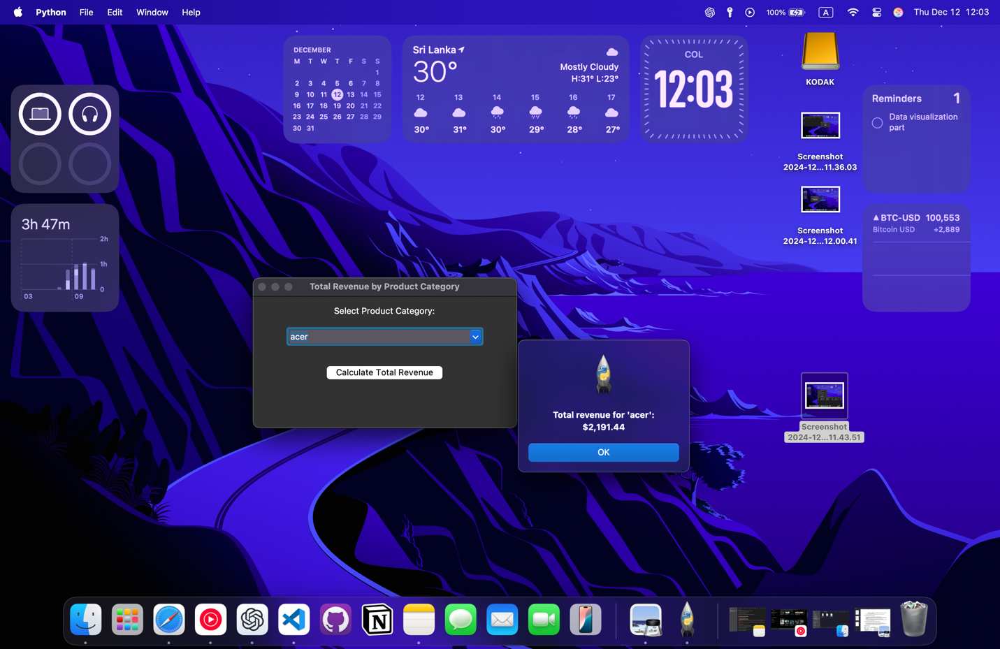 Python File Edit Window Help
100% A Thu Dec 12 12:03
DECEMBER
M T W T F S S
1
2 3 4 5 6 7 8
9 10 11 12 13 14 15
16 17 18 19 20 21 22
23 24 25 26 27 28 29
30 31
Sri Lanka
30°
Mostly Cloudy
H:31° L:23°
12 13 14 15 16 17
30° 31° 30° 29° 28° 27°
COL
12:03
KODAK
Screenshot
2024-12...11.36.03
Screenshot
2024-12...12.00.41
Reminders 1
Data visualization
part
BTC-USD 100,553
Bitcoin USD +2,889
3h 47m
2h
1h
0
03 09
Total Revenue by Product Category
Select Product Category:
acer
Calculate Total Revenue
Total revenue for 'acer':
$2,191.44
OK
Screenshot
2024-12...11.43.51